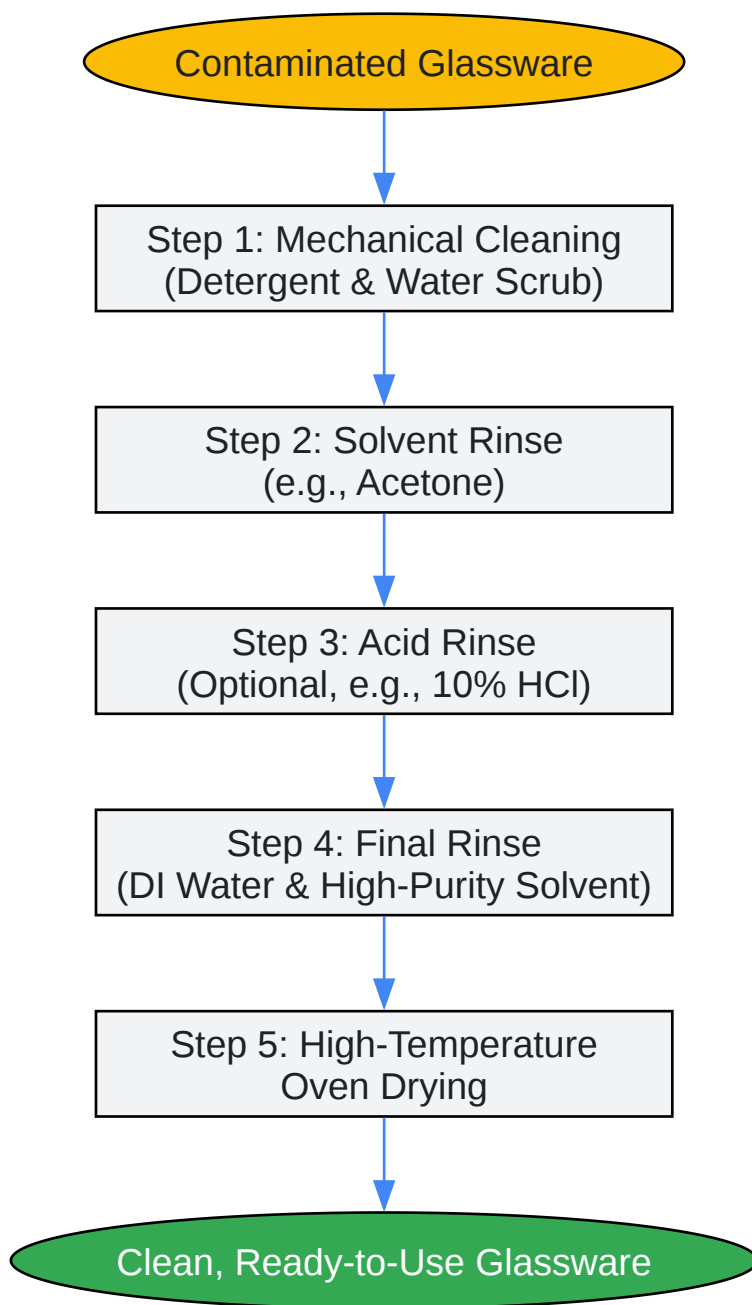 Contaminated Glassware
Step 1: Mechanical Cleaning
(Detergent & Water Scrub)
Step 2: Solvent Rinse
(e.g., Acetone)
Step 3: Acid Rinse
(Optional, e.g., 10% HCl)
Step 4: Final Rinse
(DI Water & High-Purity Solvent)
Step 5: High-Temperature
Oven Drying
Clean, Ready-to-Use Glassware